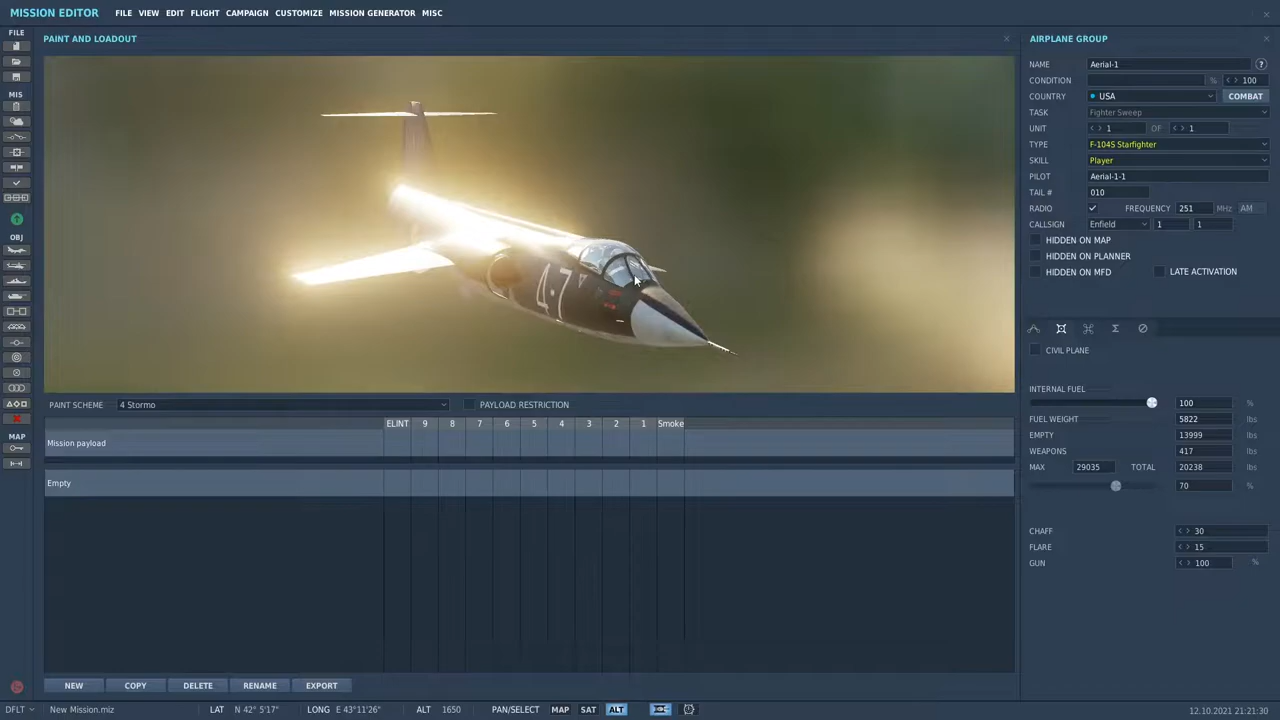 MISSION EDITOR FILE VIEW EDIT FLIGHT CAMPAIGN CUSTOMIZE MISSION GENERATOR MISC
FILE
MIS
OBJ
MAP
PAINT AND LOADOUT
4-7
PAINT SCHEME 4 Stormo PAYLOAD RESTRICTION
ELINT 9 8 7 6 5 4 3 2 1 Smoke
Mission payload
Empty
NEW COPY DELETE RENAME EXPORT
AIRPLANE GROUP
NAME Aerial-1 ?
CONDITION % < > 100
COUNTRY USA COMBAT
TASK Fighter Sweep
UNIT < > 1 OF < > 1
TYPE F-104S Starfighter
SKILL Player
PILOT Aerial-1-1
TAIL # 010
RADIO FREQUENCY 251 MHz AM
CALLSIGN Enfield 1 1
HIDDEN ON MAP
HIDDEN ON PLANNER
HIDDEN ON MFD LATE ACTIVATION
CIVIL PLANE
INTERNAL FUEL
100 %
FUEL WEIGHT 5822 lbs
EMPTY 13999 lbs
WEAPONS 417 lbs
MAX 29035 TOTAL 20238 lbs
70 %
CHAFF < > 30
FLARE < > 15
GUN < > 100 %
DFLT New Mission.miz LAT N 42° 5'17" LONG E 43°11'26" ALT 1650 PAN/SELECT MAP SAT ALT 12.10.2021 21:21:30